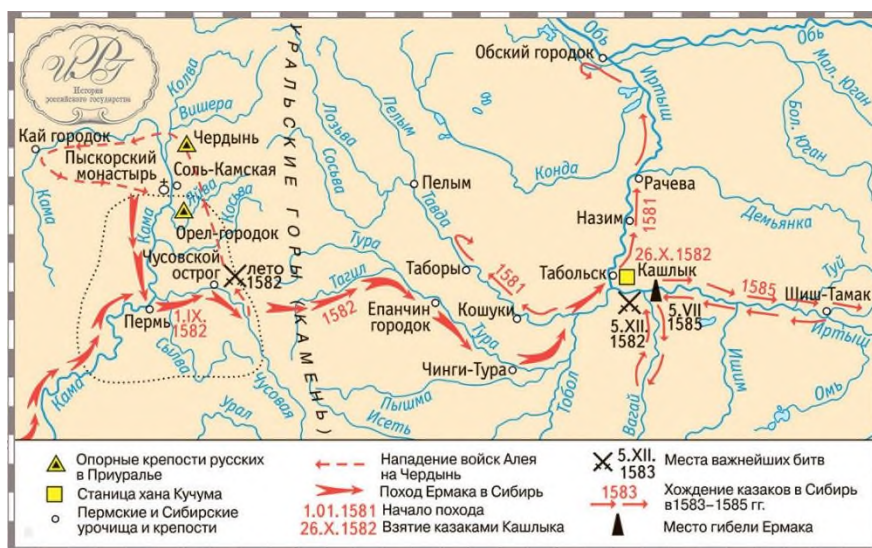 ИРГ
История
российского государства
УРАЛЬСКИЕ ГОРЫ (КАМЕНЬ)
Обь
Обь
Обский городок
Колва
Вишера
Лозьва
Пелым
Иртыш
Мал. Юган
Бол. Юган
Кай городок
Чердынь
Пыскорский
монастырь
Соль-Камская
Сосьва
Конда
Кама
Яйва
Косьва
Пелым
Рачева
Тавда
Назим
1581
Демьянка
Орел-городок
Кама
Чусовской
острог
лето
1582
Тура
Тагил
Таборы
1581
26.X.1582
Табольск
Кашлык
Туй
1585
Шиш-Тамак
Пермь
1.IX.
1582
1582
Епанчин
городок
Кошуки
5.XII.
1582
5.VII
1585
Иртыш
Сылва
Тура
Чинги-Тура
Кама
Чусовая
Пышма
Тобол
Вагай
Ишим
Омь
Урал
Исеть
Опорные крепости русских
в Приуралье
Станица хана Кучума
Пермские и Сибирские
урочища и крепости
Нападение войск Алея
на Чердынь
Поход Ермака в Сибирь
1.01.1581 Начало похода
26.X.1582 Взятие казаками Кашлыка
5.XII.
1583
Места важнейших битв
1583
Хождение казаков в Сибирь
в1583–1585 гг.
Место гибели Ермака